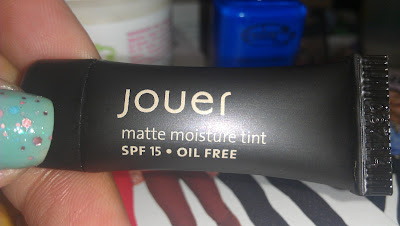 jouer
matte moisture tint
SPF 15 • OIL FREE